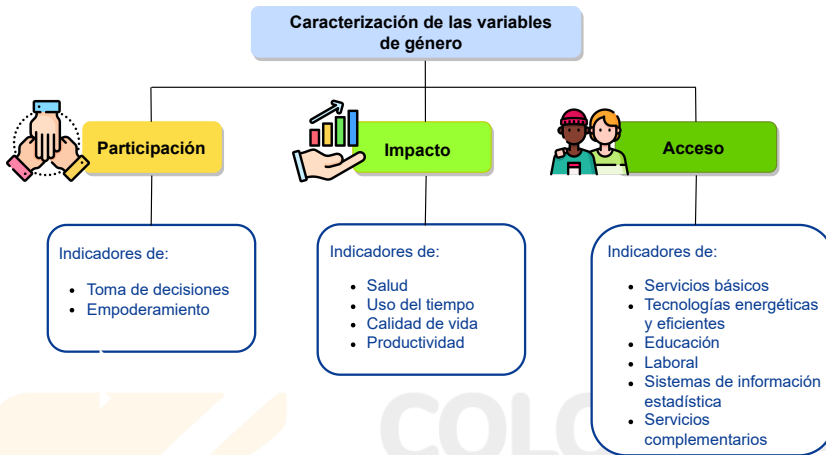 Caracterización de las variables
de género
Participación
Impacto
Acceso
Indicadores de:
• Toma de decisiones
• Empoderamiento
Indicadores de:
• Salud
• Uso del tiempo
• Calidad de vida
• Productividad
Indicadores de:
• Servicios básicos
• Tecnologías energéticas
y eficientes
• Educación
• Laboral
• Sistemas de información
estadística
• Servicios
complementarios